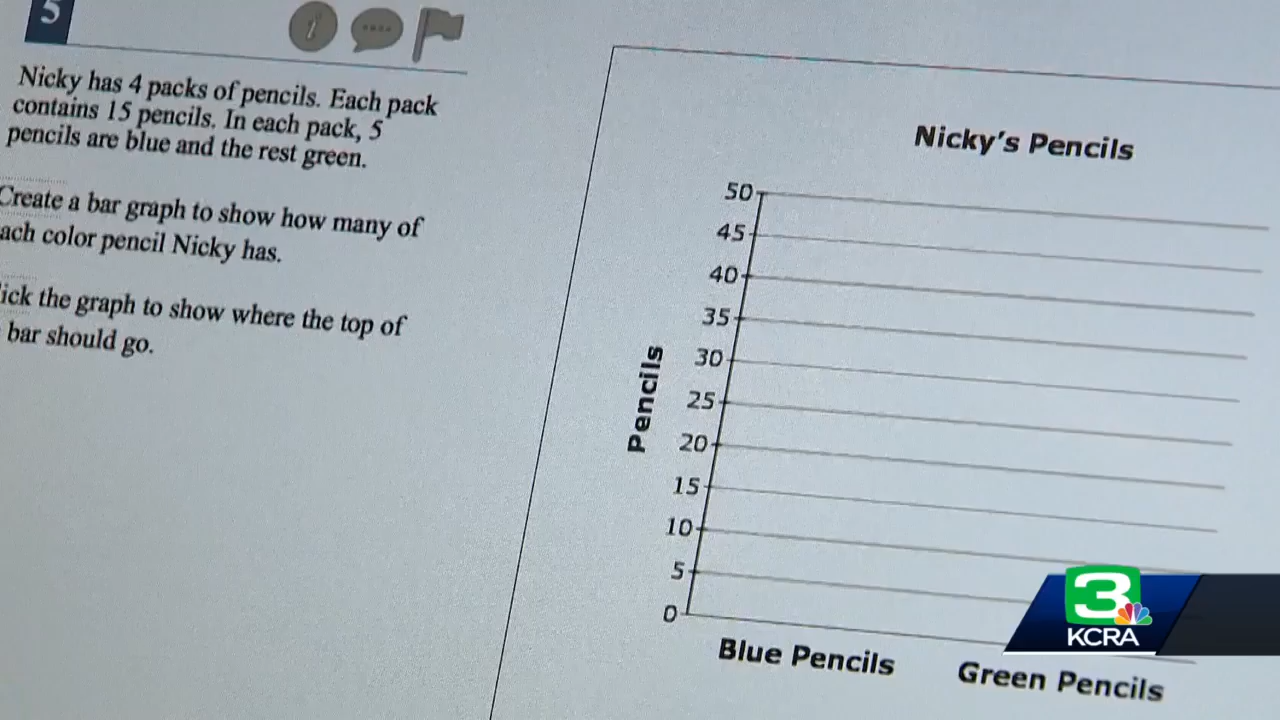 5
Nicky has 4 packs of pencils. Each pack
contains 15 pencils. In each pack, 5
pencils are blue and the rest green.
Create a bar graph to show how many of
ach color pencil Nicky has.
ick the graph to show where the top of
bar should go.
Nicky's Pencils
50
45
40
35
30
25
20
15
10
5
0
Pencils
Blue Pencils
Green Pencils
3
KCRA